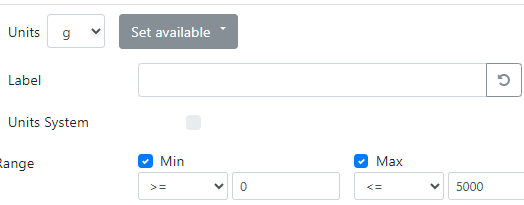 Units g Set available
Label
Units System
Range Min Max
>= 0 <= 5000